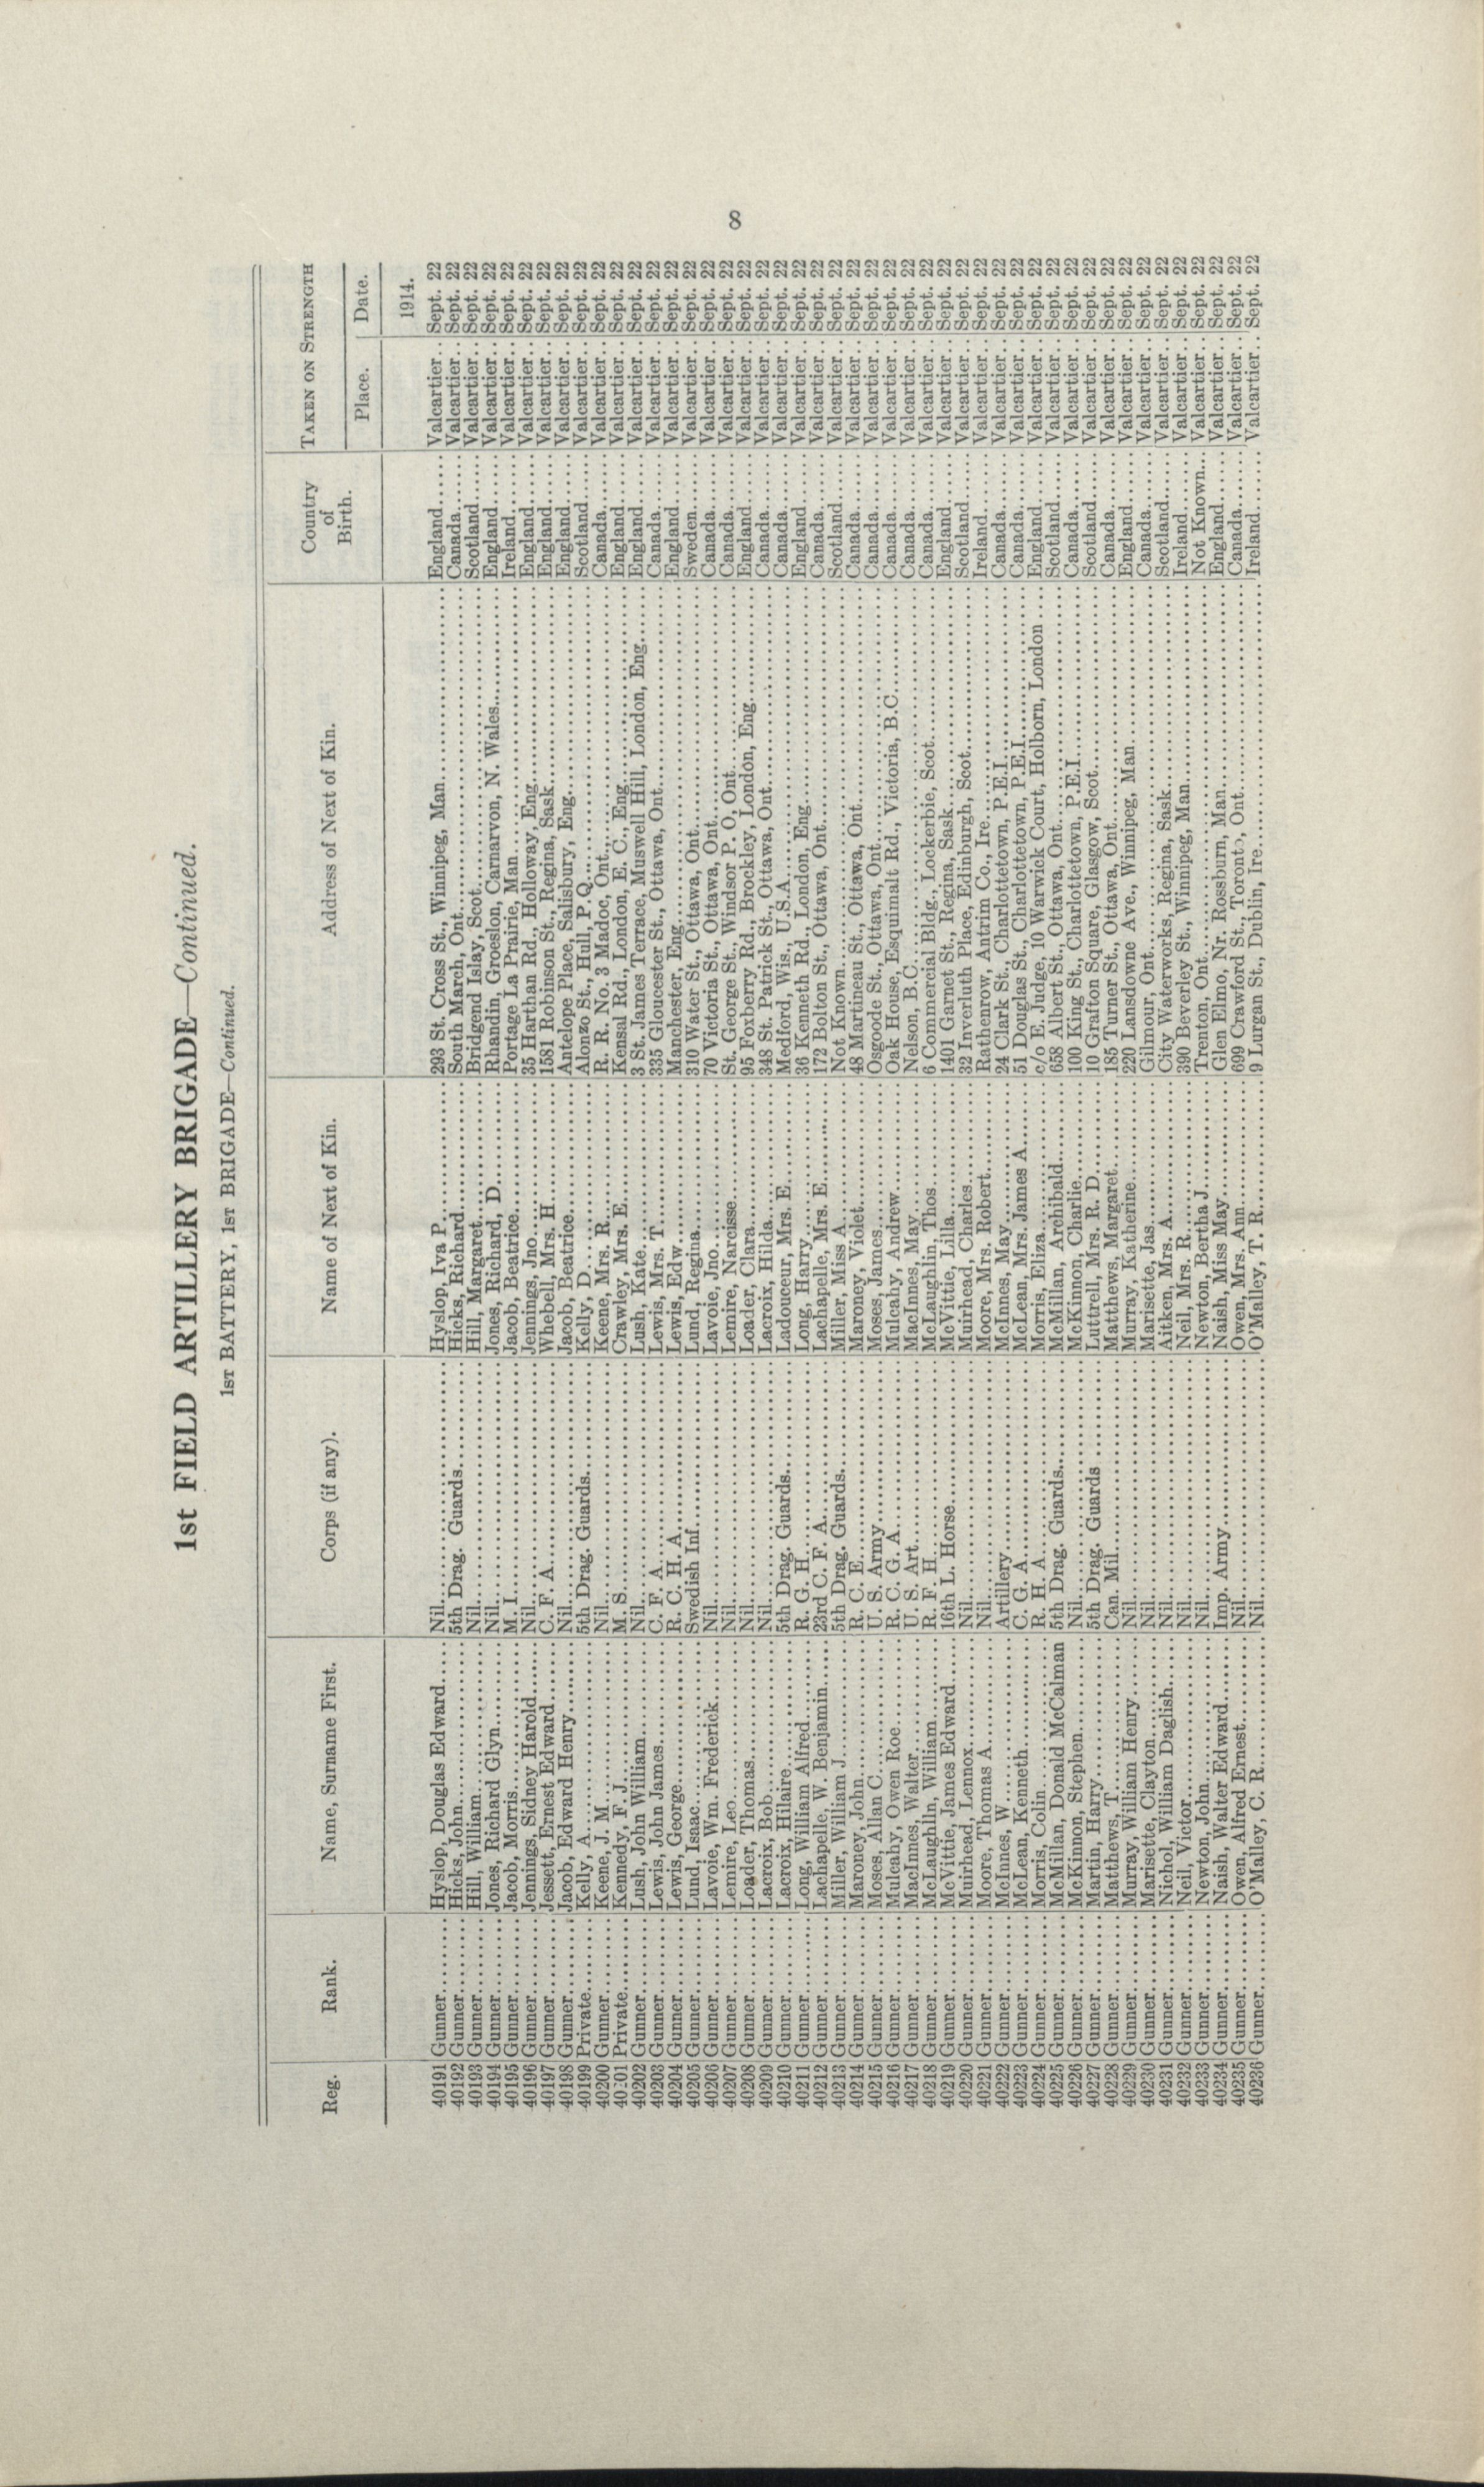 8
1st FIELD ARTILLERY BRIGADE—Continued.
1ST BATTERY, 1ST BRIGADE—Continued.
Reg. Rank. Name, Surname First. Corps (if any). Name of Next of Kin. Address of Next of Kin. Country of Birth. TAKEN ON STRENGTH
Place. Date.
1914.
40191 Gunner Hyslop, Douglas Edward Nil Hyslop, Iva P 293 St. Cross St., Winnipeg, Man England Valcartier Sept. 22
40192 Gunner Hicks, John 5th Drag. Guards Hicks, Richard South March, Ont Canada Valcartier Sept. 22
40193 Gunner Hill, William Nil Hill, Margaret Bridgend Islay, Scot Scotland Valcartier Sept. 22
40194 Gunner Jones, Richard Glyn Nil Jones, Richard, D Rhandin, Groeslon, Carnarvon, N. Wales England Valcartier Sept. 22
40195 Gunner Jacob, Morris M. I Jacob, Beatrice Portage La Prairie, Man Ireland Valcartier Sept. 22
40196 Gunner Jennings, Sidney Harold Nil Jennings, Jno 35 Harthan Rd., Holloway, Eng England Valcartier Sept. 22
40197 Gunner Jessett, Ernest Edward C. F. A Whebell, Mrs. H 1581 Robinson St., Regina, Sask England Valcartier Sept. 22
40198 Gunner Jacob, Edward Henry Nil Jacob, Beatrice Antelope Place, Salisbury, Eng England Valcartier Sept. 22
40199 Private Kelly, A 5th Drag. Guards Kelly, D Alonzo St., Hull, P.Q. Scotland Valcartier Sept. 22
40200 Gunner Keene, J. M Nil Keene, Mrs. R R. R. No. 3 Madoc, Ont Canada Valcartier Sept. 22
40201 Private Kennedy, F. J M. S Crawley, Mrs. E Kensal Rd., London, E. C., Eng England Valcartier Sept. 22
40202 Gunner Lush, John William Nil Lush, Kate 3 St. James Terrace, Muswell Hill, London, Eng England Valcartier Sept. 22
40203 Gunner Lewis, John James C. F. A Lewis, Mrs. T 335 Gloucester St., Ottawa, Ont Canada Valcartier Sept. 22
40204 Gunner Lewis, George R. C. H. A Lewis, Edw Manchester, Eng England Valcartier Sept. 22
40205 Gunner Lund, Isaac Swedish Inf Lund, Regina 310 Water St., Ottawa, Ont Sweden Valcartier Sept. 22
40206 Gunner Lavoie, Wm. Frederick Nil Lavoie, Jno 70 Victoria St., Ottawa, Ont Canada Valcartier Sept. 22
40207 Gunner Lemire, Leo Nil Lemire, Narcisse St. George St., Windsor P. O, Ont Canada Valcartier Sept. 22
40208 Gunner Loader, Thomas Nil Loader, Clara 95 Foxberry Rd., Brockley, London, Eng England Valcartier Sept. 22
40209 Gunner Lacroix, Bob Nil Lacroix, Hilda 348 St. Patrick St., Ottawa, Ont Canada Valcartier Sept. 22
40210 Gunner Lacroix, Hilaire 5th Drag. Guards Ladouceur, Mrs. E Medford, Wis., U.S.A Canada Valcartier Sept. 22
40211 Gunner Long, William Alfred R. G. H Long, Harry 36 Kenneth Rd., London, Eng England Valcartier Sept. 22
40212 Gunner Lachapelle, W. Benjamin 23rd C. F. A Lachapelle, Mrs. E 172 Bolton St., Ottawa, Ont Canada Valcartier Sept. 22
40213 Gunner Miller, William J 5th Drag. Guards Miller, Miss A Not Known Scotland Valcartier Sept. 22
40214 Gunner Maroney, John R. C. E Maroney, Violet 48 Martineau St., Ottawa, Ont Canada Valcartier Sept. 22
40215 Gunner Moses, Allan C U. S. Army Moses, James Osgoode St., Ottawa, Ont Canada Valcartier Sept. 22
40216 Gunner Mulcahy, Owen Roe R. C. G. A Mulcahy, Andrew Oak House, Esquimalt Rd., Victoria, B.C Canada Valcartier Sept. 22
40217 Gunner MacInnes, Walter U. S. Art MacInnes, May Nelson, B.C Canada Valcartier Sept. 22
40218 Gunner McLaughlin, William R. F. H McLaughlin, Thos 6 Commercial Bldg., Lockerbie, Scot Canada Valcartier Sept. 22
40219 Gunner McVittie, James Edward 16th L. Horse McVittie, Lilla 1401 Garnet St., Regina, Sask England Valcartier Sept. 22
40220 Gunner Muirhead, Lennox Nil Muirhead, Charles 32 Inverluth Place, Edinburgh, Scot Scotland Valcartier Sept. 22
40221 Gunner Moore, Thomas A Nil Moore, Mrs. Robert Rathenrow, Antrim Co., Ire Ireland Valcartier Sept. 22
40222 Gunner McInnes, W Artillery McInnes, May 24 Clark St., Charlottetown, P.E.I Canada Valcartier Sept. 22
40223 Gunner McLean, Kenneth C. G. A McLean, Mrs. James A 51 Douglas St., Charlottetown, P.E.I Canada Valcartier Sept. 22
40224 Gunner Morris, Colin R. H. A Morris, Eliza c/o E. Judge, 10 Warwick Court, Holborn, London England Valcartier Sept. 22
40225 Gunner McMillan, Donald McCalman 5th Drag. Guards McMillan, Archibald 658 Albert St., Ottawa, Ont Scotland Valcartier Sept. 22
40226 Gunner McKinnon, Stephen Nil McKinnon, Charlie 100 King St., Charlottetown, P.E.I Canada Valcartier Sept. 22
40227 Gunner Martin, Harry 5th Drag. Guards Luttrell, Mrs. R. D 10 Grafton Square, Glasgow, Scot Scotland Valcartier Sept. 22
40228 Gunner Matthews, T Can. Mil Matthews, Margaret 185 Turner St., Ottawa, Ont Canada Valcartier Sept. 22
40229 Gunner Murray, William Henry Nil Murray, Katherine 220 Lansdowne Ave., Winnipeg, Man England Valcartier Sept. 22
40230 Gunner Marisette, Clayton Nil Marisette, Jas Gilmour, Ont Canada Valcartier Sept. 22
40231 Gunner Nichol, William Daglish Nil Aitken, Mrs. A City Waterworks, Regina, Sask Scotland Valcartier Sept. 22
40232 Gunner Neil, Victor Nil Neil, Mrs. R 390 Beverley St., Winnipeg, Man Ireland Valcartier Sept. 22
40233 Gunner Newton, John Nil Newton, Bertha J Trenton, Ont Not Known Valcartier Sept. 22
40234 Gunner Naish, Walter Edward Imp. Army Naish, Miss May Glen Elmo, Nr. Rossburn, Man England Valcartier Sept. 22
40235 Gunner Owen, Alfred Ernest Nil Owen, Mrs. Ann 699 Crawford St., Toronto, Ont Canada Valcartier Sept. 22
40236 Gunner O'Malley, C. R Nil O'Malley, T. R 9 Lurgan St., Dublin, Ire Ireland Valcartier Sept. 22